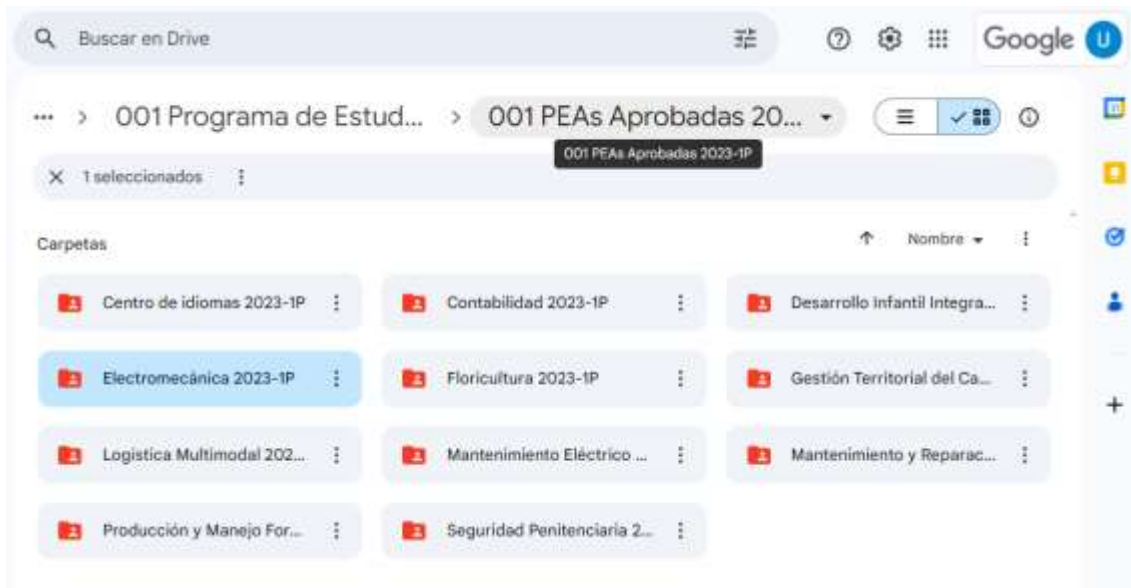 Buscar en Drive
Google U
... > 001 Programa de Estud... > 001 PEAs Aprobadas 20...
001 PEAs Aprobadas 2023-1P
1 seleccionados
Carpetas
Nombre
Centro de idiomas 2023-1P
Contabilidad 2023-1P
Desarrollo Infantil Integra...
Electromecánica 2023-1P
Floricultura 2023-1P
Gestión Territorial del Ca...
Logística Multimodal 202...
Mantenimiento Eléctrico ...
Mantenimiento y Reparac...
Producción y Manejo For...
Seguridad Penitenciaria 2...